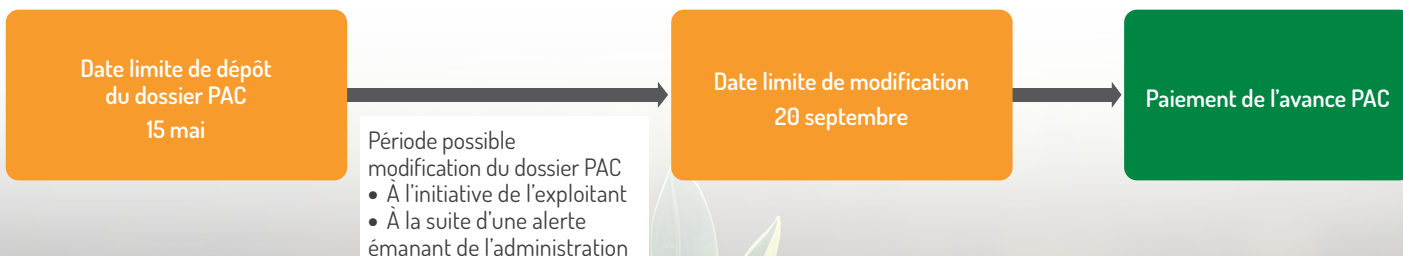 Date limite de dépôt
du dossier PAC
15 mai
Période possible
modification du dossier PAC
• À l'initiative de l'exploitant
• À la suite d'une alerte
émanant de l'administration
Date limite de modification
20 septembre
Paiement de l'avance PAC